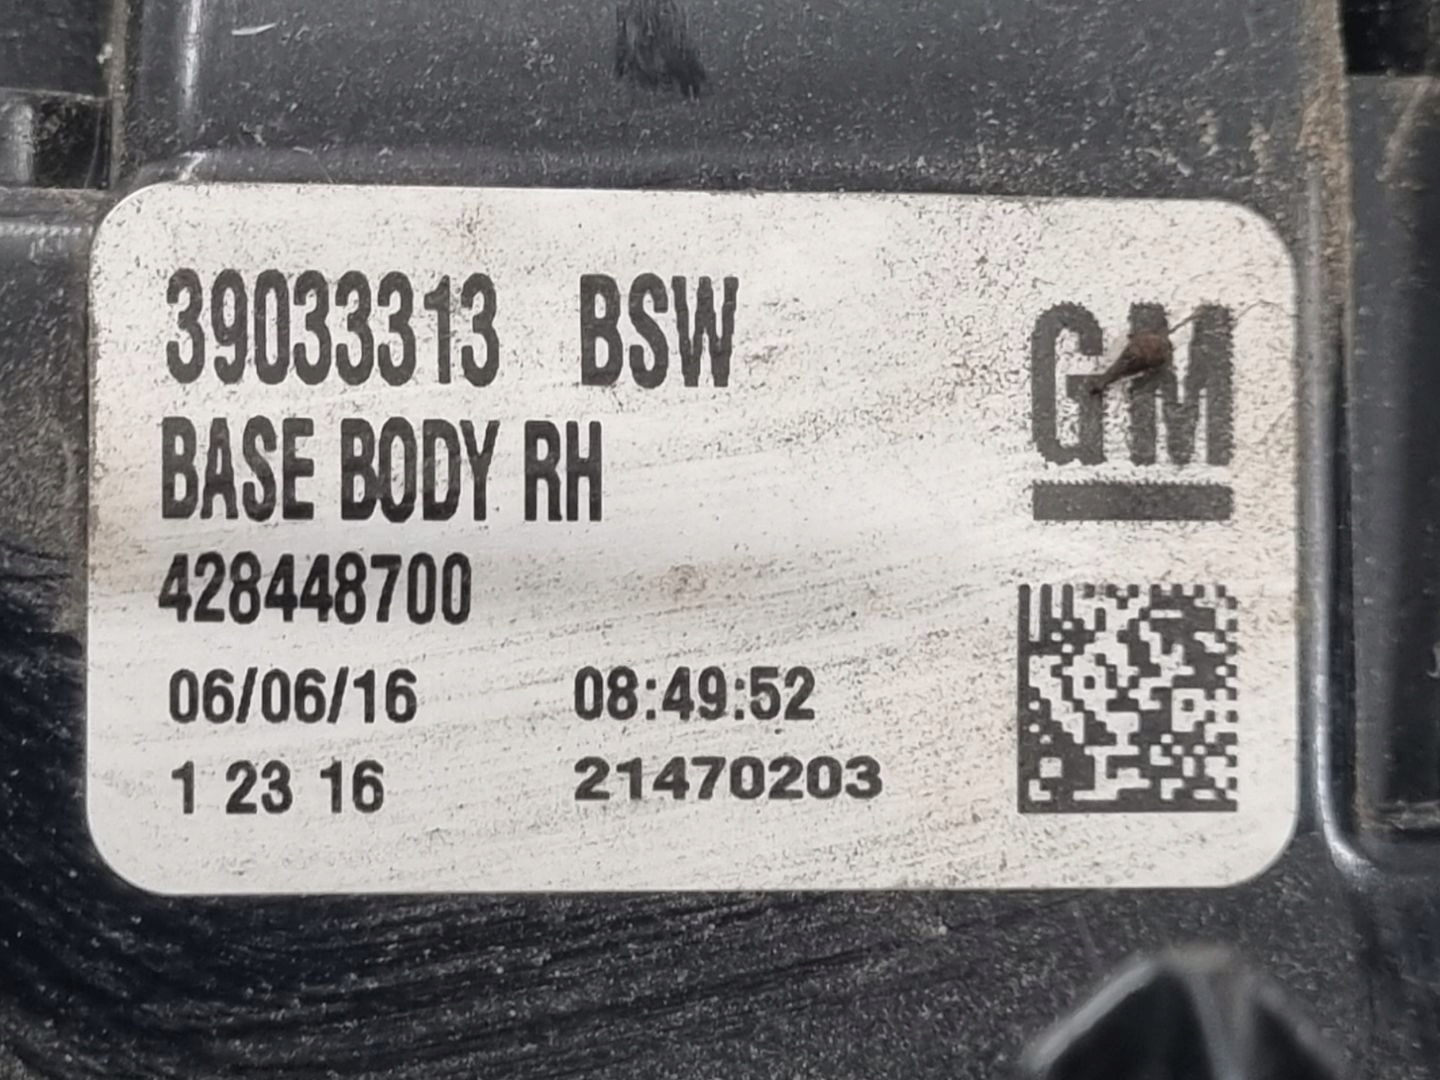 39033313 BSW
GM
BASE BODY RH
428448700
06/06/16 08:49:52
1 23 16 21470203